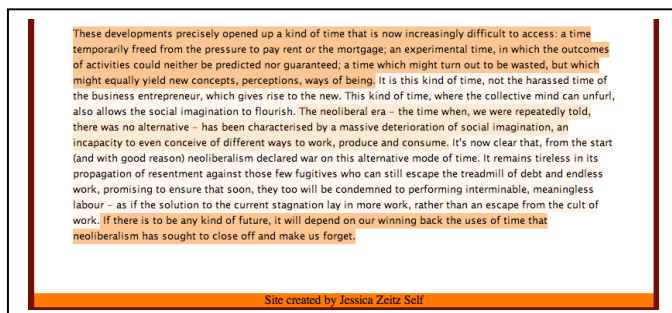 These developments precisely opened up a kind of time that is now increasingly difficult to access: a time
temporarily freed from the pressure to pay rent or the mortgage; an experimental time, in which the outcomes
of activities could neither be predicted nor guaranteed; a time which might turn out to be wasted, but which
might equally yield new concepts, perceptions, ways of being. It is this kind of time, not the harassed time of
the business entrepreneur, which gives rise to the new. This kind of time, where the collective mind can unfurl,
also allows the social imagination to flourish. The neoliberal era – the time when, we were repeatedly told,
there was no alternative – has been characterised by a massive deterioration of social imagination, an
incapacity to even conceive of different ways to work, produce and consume. It's now clear that, from the start
(and with good reason) neoliberalism declared war on this alternative mode of time. It remains tireless in its
propagation of resentment against those few fugitives who can still escape the treadmill of debt and endless
work, promising to ensure that soon, they too will be condemned to performing interminable, meaningless
labour – as if the solution to the current stagnation lay in more work, rather than an escape from the cult of
work. If there is to be any kind of future, it will depend on our winning back the uses of time that
neoliberalism has sought to close off and make us forget.
Site created by Jessica Zeitz Self